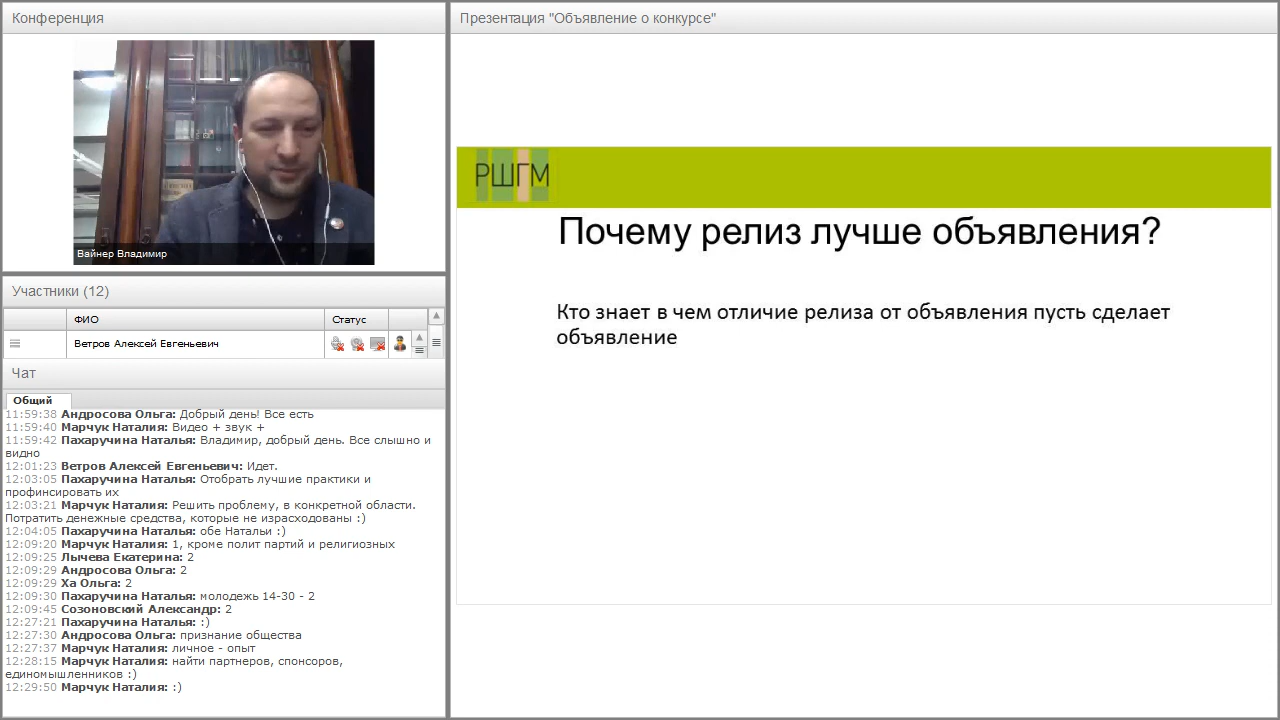 Конференция
Вайнер Владимир
Участники (12)
ФИО
Статус
Ветров Алексей Евгеньевич
Чат
Общий
11:59:38 Андросова Ольга: Добрый день! Все есть
11:59:40 Марчук Наталия: Видео + звук +
11:59:42 Пахаручина Наталья: Владимир, добрый день. Все слышно и
видно
12:01:23 Ветров Алексей Евгеньевич: Идет.
12:03:05 Пахаручина Наталья: Отобрать лучшие практики и
профинсировать их
12:03:21 Марчук Наталия: Решить проблему, в конкретной области.
Потратить денежные средства, которые не израсходованы :)
12:04:05 Пахаручина Наталья: обе Натальи :)
12:09:20 Марчук Наталия: 1, кроме полит партий и религиозных
12:09:25 Лычева Екатерина: 2
12:09:29 Андросова Ольга: 2
12:09:29 Ха Ольга: 2
12:09:30 Пахаручина Наталья: молодежь 14-30 - 2
12:09:45 Созоновский Александр: 2
12:27:21 Пахаручина Наталья: :)
12:27:30 Андросова Ольга: признание общества
12:27:37 Марчук Наталия: личное - опыт
12:28:15 Марчук Наталия: найти партнеров, спонсоров,
единомышленников :)
12:29:50 Марчук Наталия: :)
Презентация "Объявление о конкурсе"
РШГМ
Почему релиз лучше объявления?
Кто знает в чем отличие релиза от объявления пусть сделает
объявление